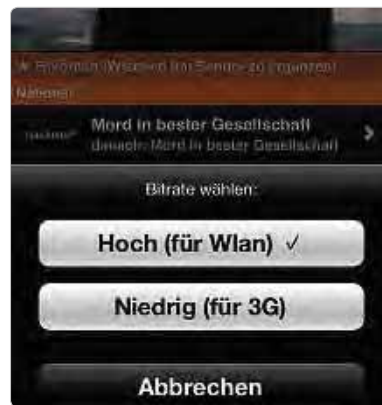 Mord in bester Gesellschaft
danach: Mord in bester Gesellschaft
Bitrate wählen:
Hoch (für Wlan) ✓
Niedrig (für 3G)
Abbrechen